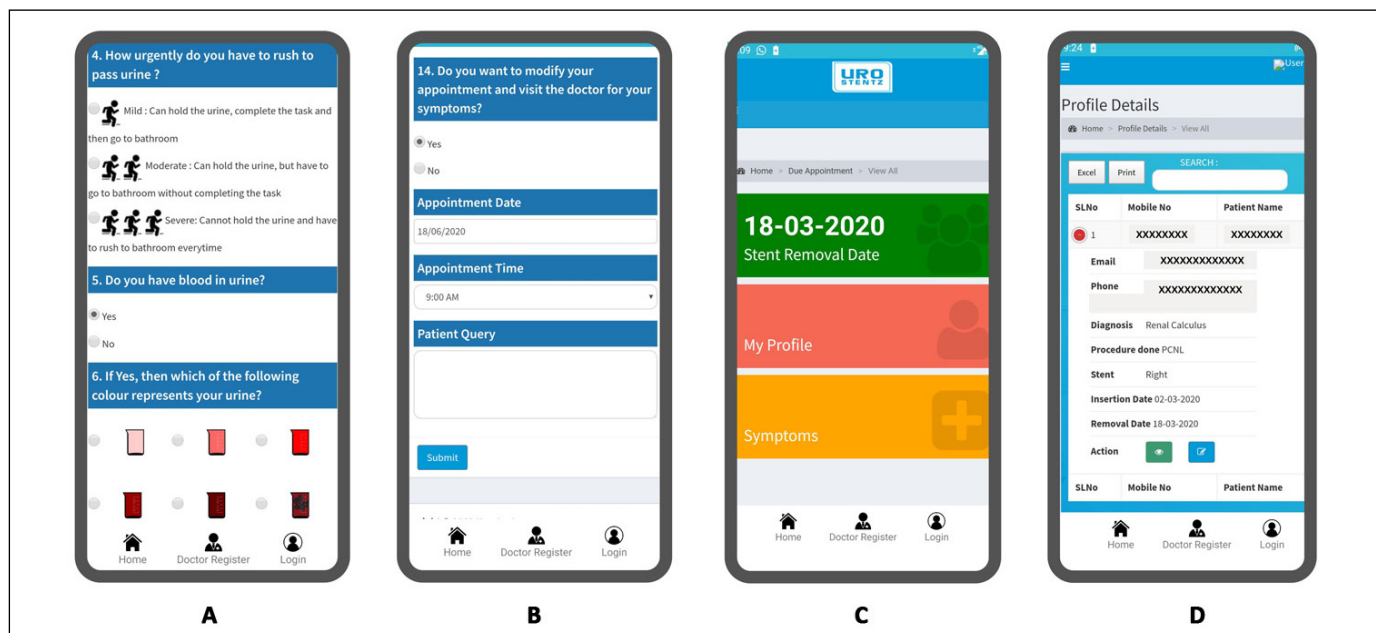 4. How urgently do you have to rush to
pass urine ?
Mild : Can hold the urine, complete the task and
then go to bathroom
Moderate : Can hold the urine, but have to
go to bathroom without completing the task
Severe: Cannot hold the urine and have
to rush to bathroom everytime
5. Do you have blood in urine?
Yes
No
6. If Yes, then which of the following
colour represents your urine?
Home Doctor Register Login
A
14. Do you want to modify your
appointment and visit the doctor for your
symptoms?
Yes
No
Appointment Date
18/06/2020
Appointment Time
9:00 AM
Patient Query
Submit
Home Doctor Register Login
B
:09
URO
STENTZ
Home > Due Appointment > View All
18-03-2020
Stent Removal Date
My Profile
Symptoms
Home Doctor Register Login
C
9:24
User
Profile Details
Home > Profile Details > View All
SEARCH :
Excel Print
SLNo Mobile No Patient Name
1 XXXXXXXX XXXXXXXX
Email XXXXXXXXXXXXX
Phone XXXXXXXXXXXXX
Diagnosis Renal Calculus
Procedure done PCNL
Stent Right
Insertion Date 02-03-2020
Removal Date 18-03-2020
Action
SLNo Mobile No Patient Name
Home Doctor Register Login
D